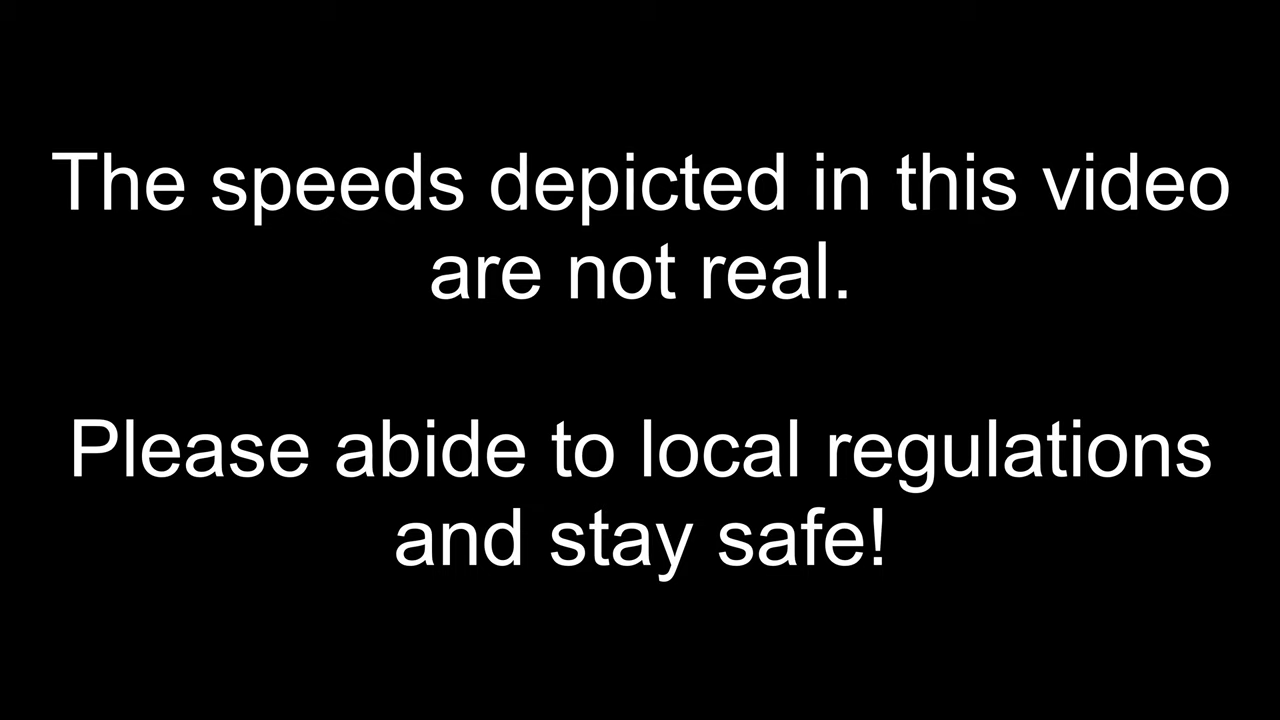 The speeds depicted in this video
are not real.
Please abide to local regulations
and stay safe!